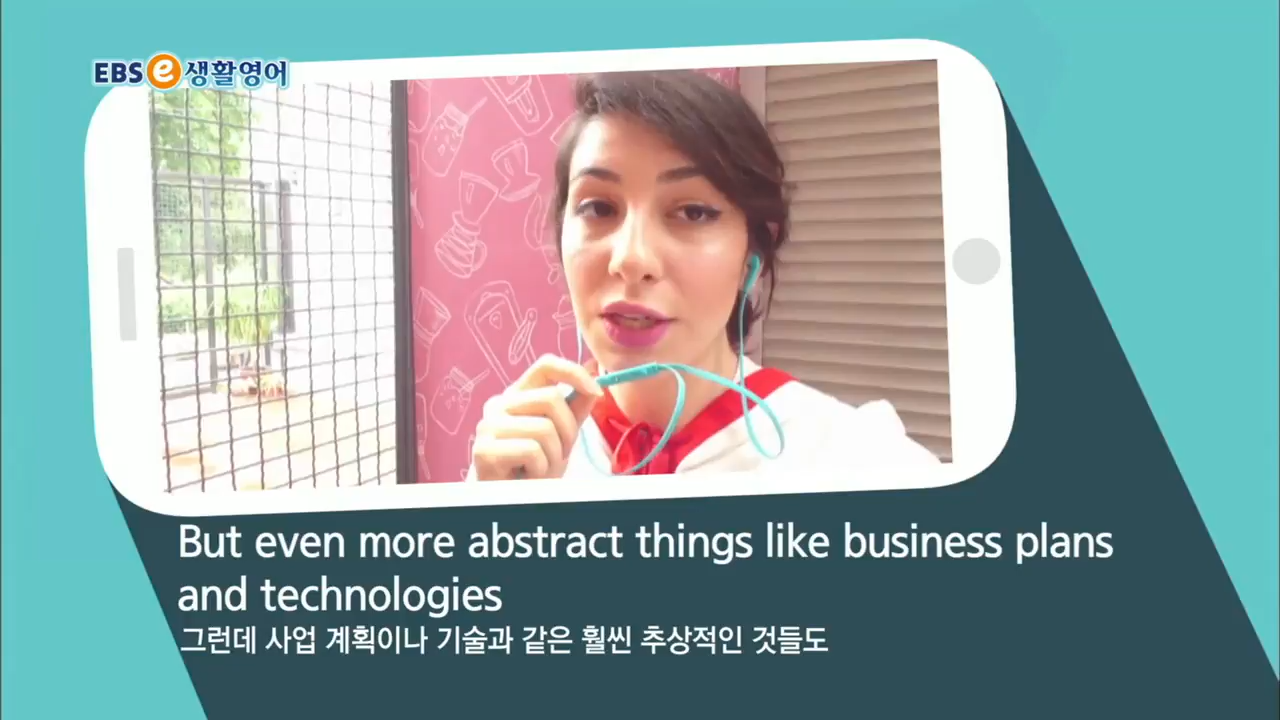 EBS e 생활영어
But even more abstract things like business plans
and technologies
그런데 사업 계획이나 기술과 같은 훨씬 추상적인 것들도